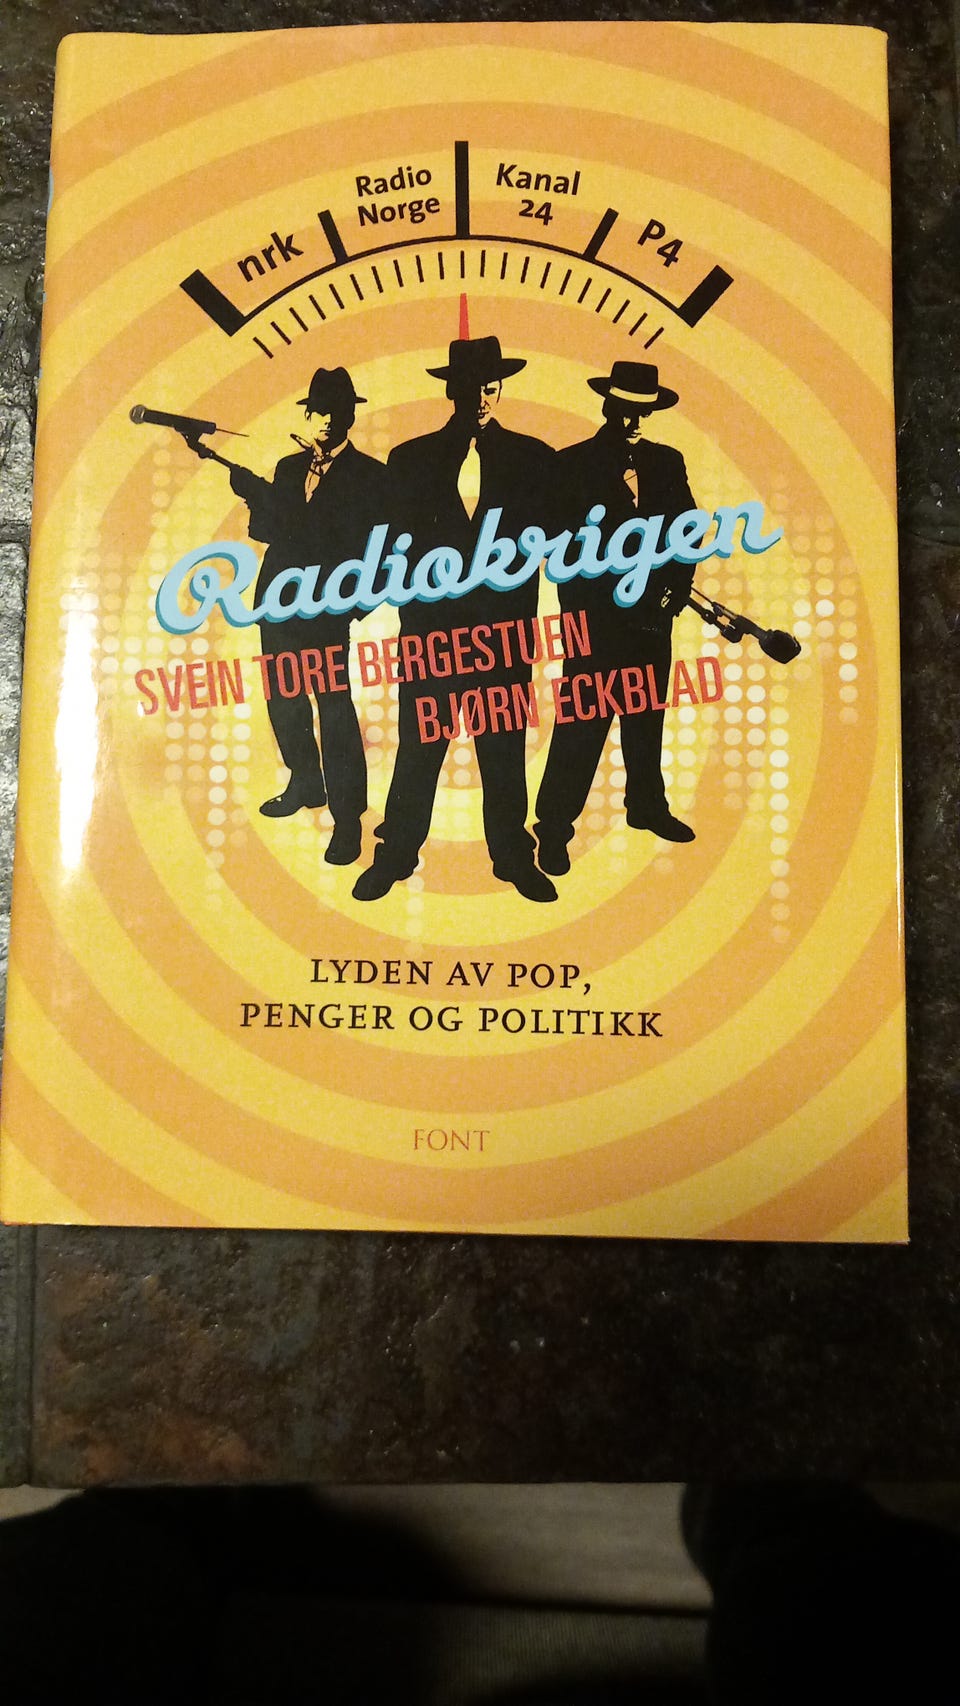 nrk
Radio
Norge
Kanal
24
P4
Radiokrigen
SVEIN TORE BERGESTUEN
BJØRN ECKBLAD
LYDEN AV POP,
PENGER OG POLITIKK
FONT